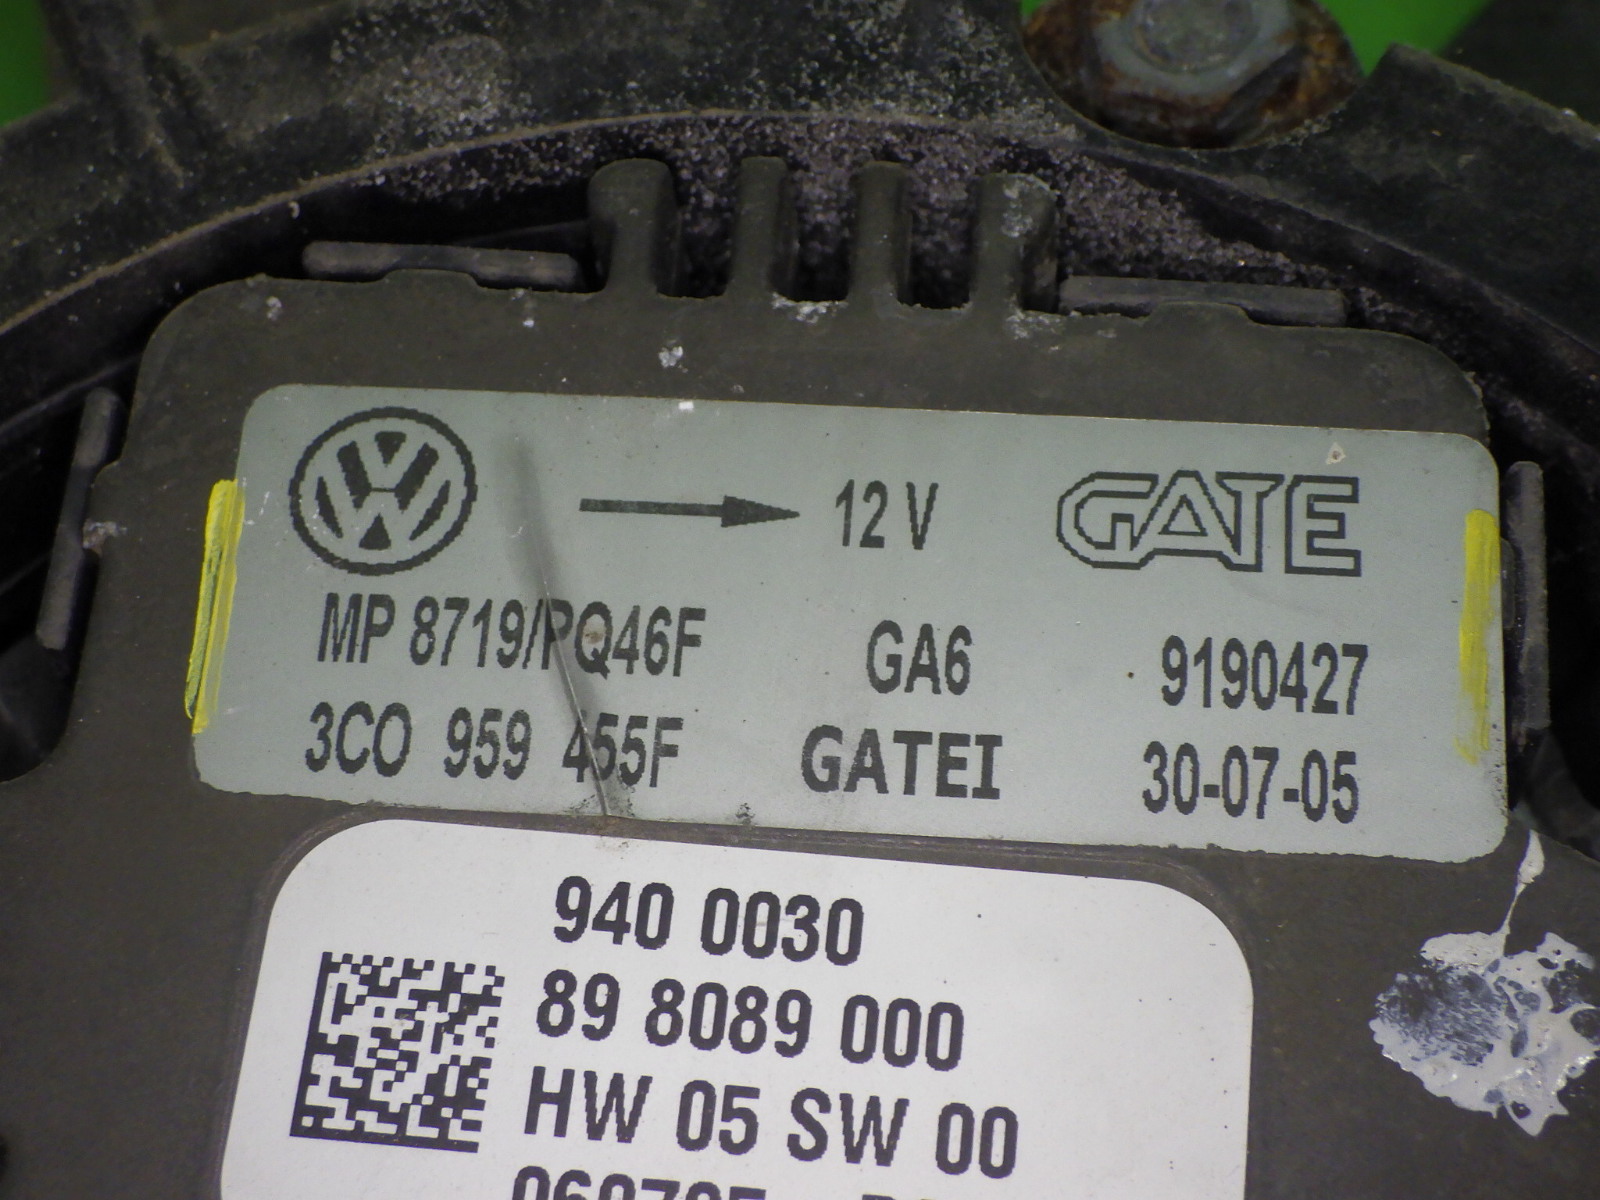 12 V GATE
MP 8719/PQ46F GA6 9190427
3CO 959 455F GATEI 30-07-05
940 0030
89 8089 000
HW 05 SW 00